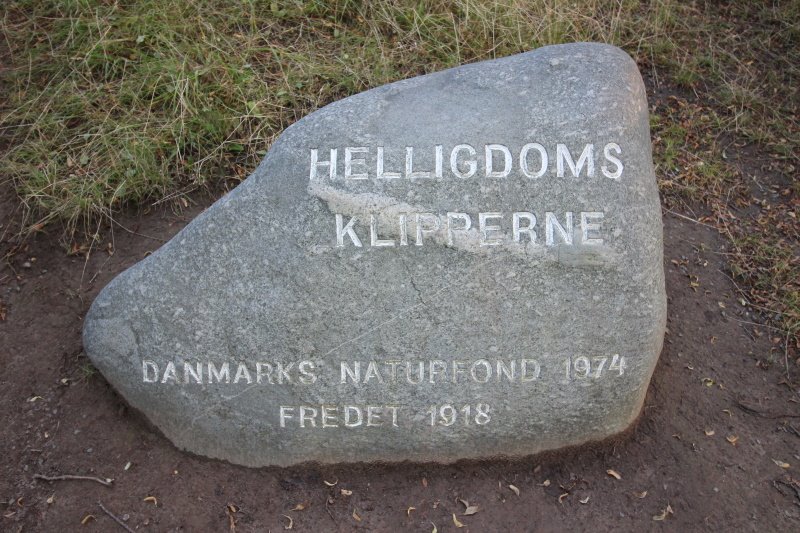 HELLIGDOMS
KLIPPERNE
DANMARKS NATURFOND 1974
FREDET 1918